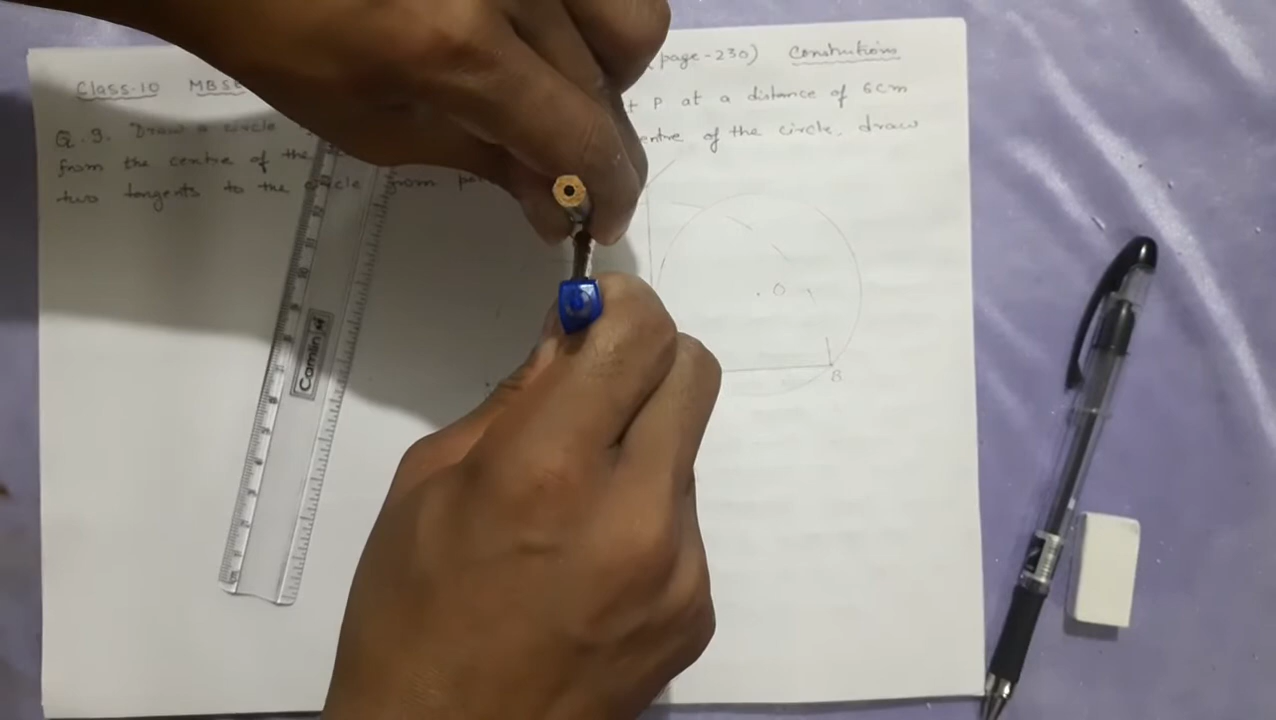 Class-10 MBSE page-230) Constructions
Q.9. Draw a circle P at a distance of 6cm
from the centre of the centre of the circle, draw
two tangents to the circle from
O
B
Camlin